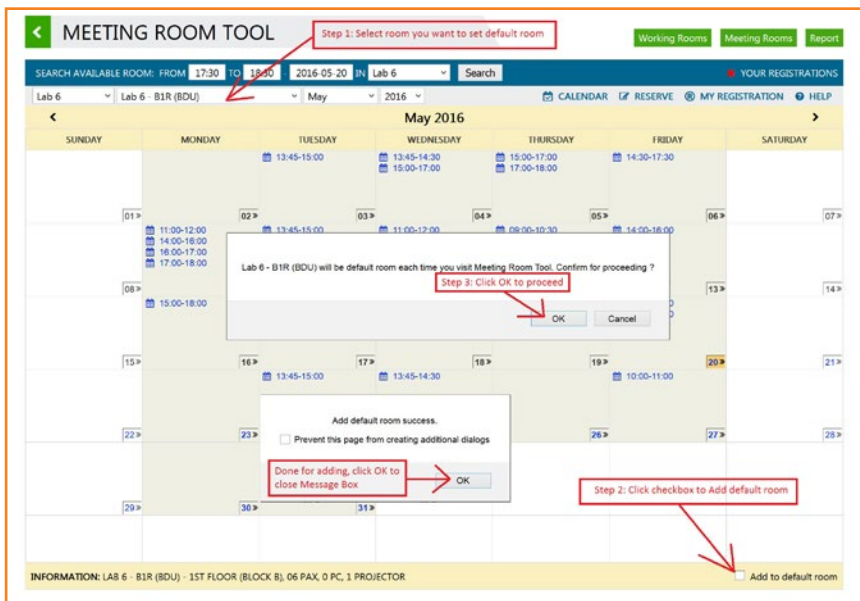 MEETING ROOM TOOL
Step 1: Select room you want to set default room
Working Rooms Meeting Rooms Report
SEARCH AVAILABLE ROOM: FROM 17:30 TO 18:30 - 2016-05-20 IN Lab 6 Search YOUR REGISTRATIONS
Lab 6 Lab 6 - B1R (BDU) May 2016 CALENDAR RESERVE MY REGISTRATION HELP
May 2016
SUNDAY MONDAY TUESDAY WEDNESDAY THURSDAY FRIDAY SATURDAY
13:45-15:00 13:45-14:30 15:00-17:00 14:30-17:30
15:00-17:00 17:00-18:00
01 02 03 04 05 06 07
11:00-12:00 13:45-15:00 11:00-12:00 09:00-10:30 14:00-16:00
14:00-16:00
16:00-17:00
17:00-18:00
Lab 6 - B1R (BDU) will be default room each time you visit Meeting Room Tool. Confirm for proceeding ?
Step 3: Click OK to proceed
08 13 14
15:00-18:00
OK Cancel
15 16 17 18 19 20 21
13:45-15:00 13:45-14:30 10:00-11:00
Add default room success.
22 23 26 27 28
Prevent this page from creating additional dialogs
Done for adding, click OK to
close Message Box
OK
Step 2: Click checkbox to Add default room
29 30 31
INFORMATION: LAB 6 - B1R (BDU) - 1ST FLOOR (BLOCK B), 06 PAX, 0 PC, 1 PROJECTOR
Add to default room